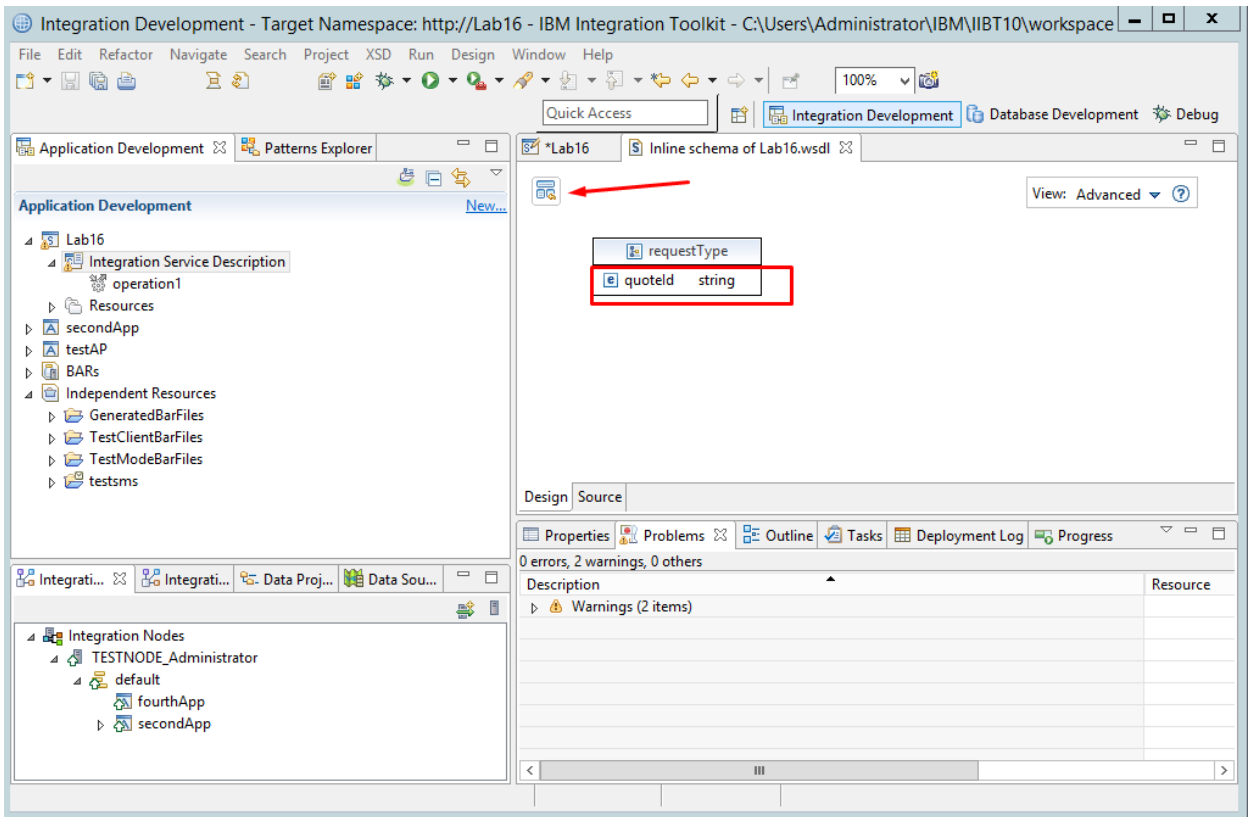 Integration Development - Target Namespace: http://Lab16 - IBM Integration Toolkit - C:\Users\Administrator\IBM\IIBT10\workspace
File Edit Refactor Navigate Search Project XSD Run Design Window Help
100%
Quick Access
Integration Development
Database Development
Debug
Application Development
Patterns Explorer
Application Development
New...
Lab16
Integration Service Description
operation1
Resources
secondApp
testAP
BARs
Independent Resources
GeneratedBarFiles
TestClientBarFiles
TestModeBarFiles
testsms
*Lab16
Inline schema of Lab16.wsdl
View: Advanced
requestType
quoteId string
Design Source
Properties Problems Outline Tasks Deployment Log Progress
0 errors, 2 warnings, 0 others
Description Resource
Warnings (2 items)
Integrati... Integrati... Data Proj... Data Sou...
Integration Nodes
TESTNODE_Administrator
default
fourthApp
secondApp